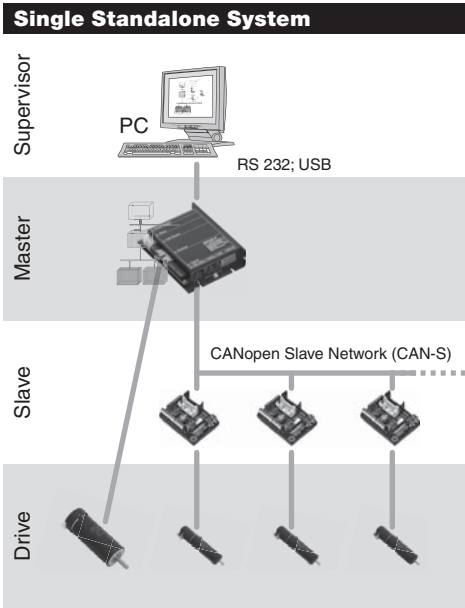 Single Standalone System
Supervisor
PC
RS 232; USB
Master
CANopen Slave Network (CAN-S)
Slave
Drive